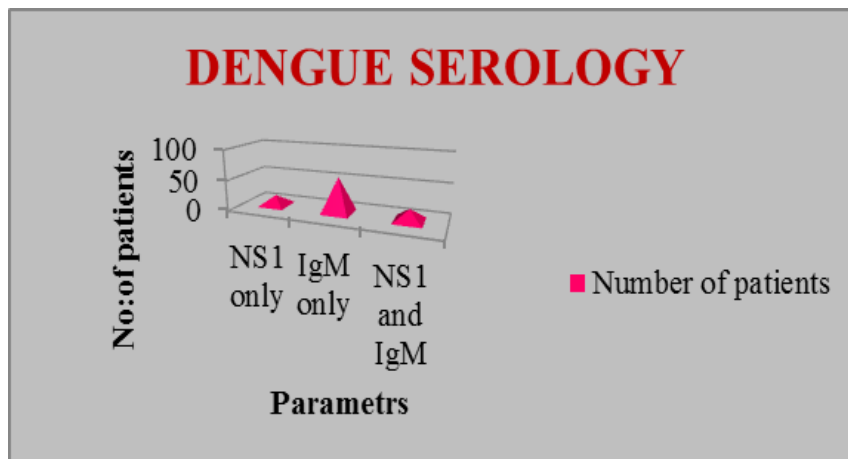 DENGUE SEROLOGY
No:of patients
100
50
0
NS1
only
IgM
only
NS1
and
IgM
Parametrs
Number of patients